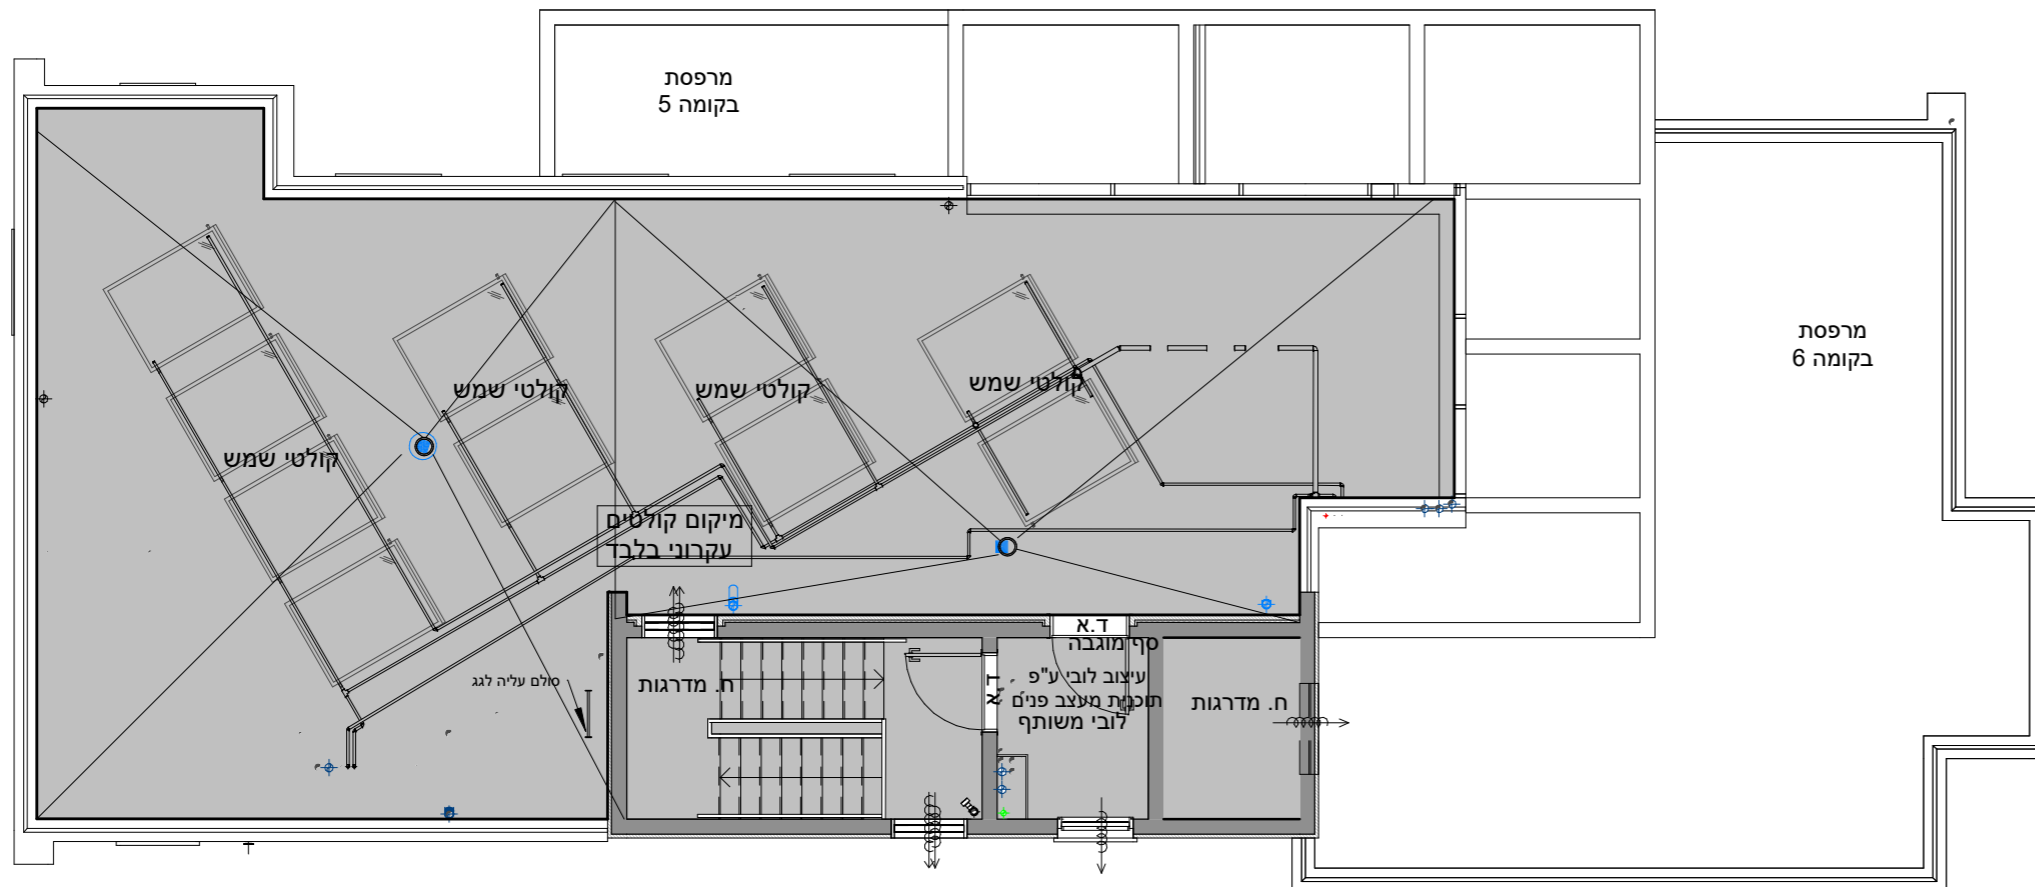 מרפסת
בקומה 5
מרפסת
בקומה 6
קולטי שמש
קולטי שמש
קולטי שמש
קולטי שמש
מיקום קולטים
עקרוני בלבד
סולם עליה לגג
ח. מדרגות
ד.א
סף מוגבה
ד.א
עיצוב לובי ע"פ
תוכנית מעצב פנים
לובי משותף
ח. מדרגות